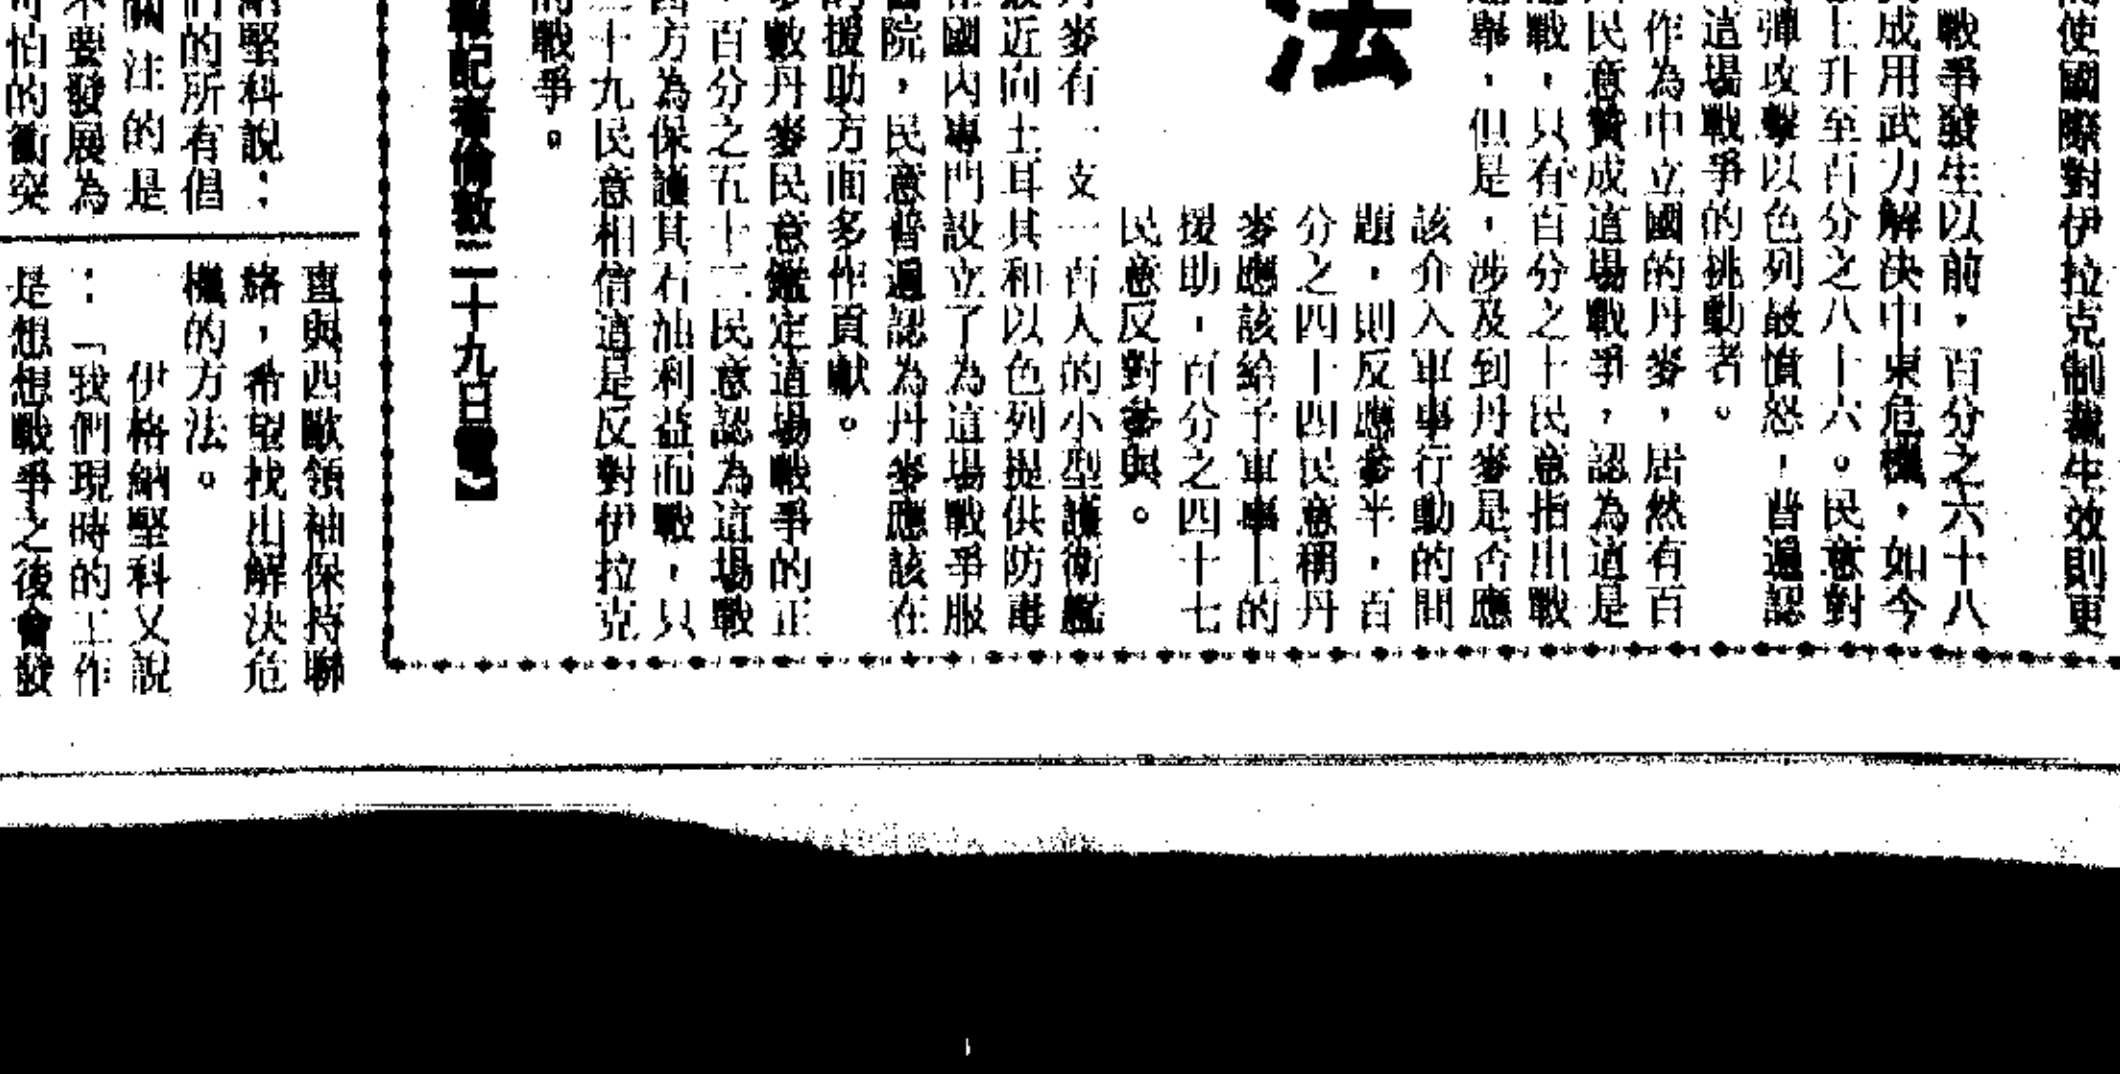 使國際對伊拉克制裁生效則更
戰爭發生以前，百分之六十八
成用武力解決中東危機，如今
上升至百分之八十六。民意對
彈攻擊以色列最憤怒，普遍認
這場戰爭的挑動者。
作為中立國的丹麥，居然有百
民意贊成這場戰爭，認為這是
戰，只有百分之十民意指出戰
舉，但是，涉及到丹麥是否應
該介入軍事行動的問
題，則反應參半，百
分之四十四民意稱丹
麥應該給予軍事上的
援助，百分之四十七
民意反對參與。
麥有一支一百人的小型護衛艦
近向土耳其和以色列提供防毒
國內專門設立了為這場戰爭服
院，民意普遍認為丹麥應該在
的援助方面多作貢獻。
數丹麥民意鑑定這場戰爭的正
百分之五十二民意認為這場戰
西方為保護其石油利益而戰，只
二十九民意相信這是反對伊拉克
的戰爭。
報記者倫敦二十九日電】
法
納堅科說：
們的所有倡
關注的是
不要發展為
可怕的衝突
直與西歐領袖保持聯
絡，希望找出解決危
機的方法。
伊格納堅科又說
：「我們現時的工作
是想想戰爭之後會發